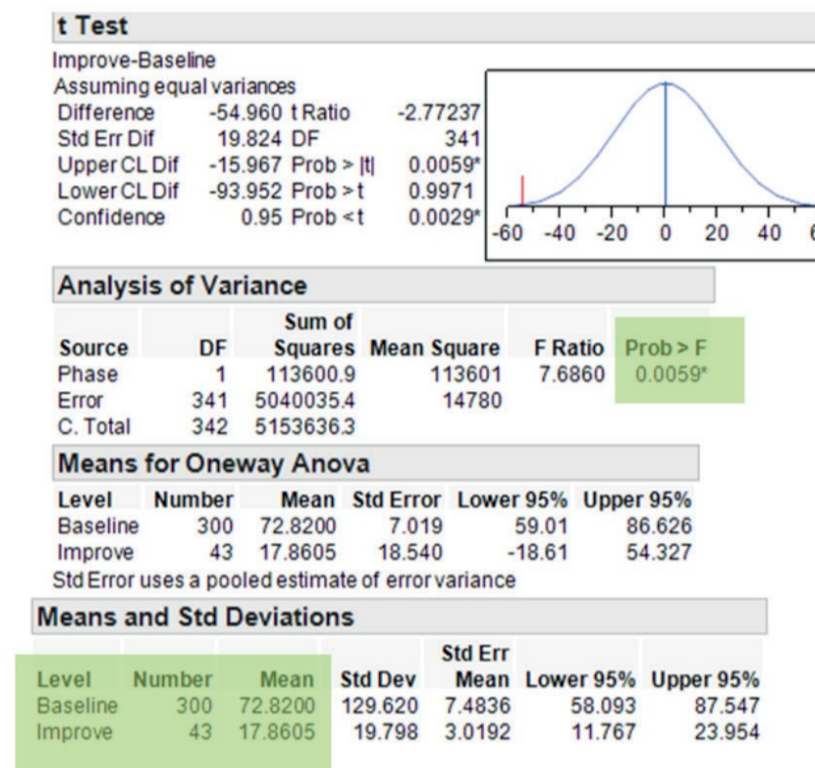 t Test
Improve-Baseline
Assuming equal variances
Difference -54.960 t Ratio -2.77237
Std Err Dif 19.824 DF 341
Upper CL Dif -15.967 Prob > |t| 0.0059*
Lower CL Dif -93.952 Prob > t 0.9971
Confidence 0.95 Prob < t 0.0029*
-60 -40 -20 0 20 40
Analysis of Variance
Source DF Sum of Squares Mean Square F Ratio Prob > F
Phase 1 113600.9 113601 7.6860 0.0059*
Error 341 5040035.4 14780
C. Total 342 5153636.3
Means for Oneway Anova
Level Number Mean Std Error Lower 95% Upper 95%
Baseline 300 72.8200 7.019 59.01 86.626
Improve 43 17.8605 18.540 -18.61 54.327
Std Error uses a pooled estimate of error variance
Means and Std Deviations
Level Number Mean Std Dev Std Err Mean Lower 95% Upper 95%
Baseline 300 72.8200 129.620 7.4836 58.093 87.547
Improve 43 17.8605 19.798 3.0192 11.767 23.954